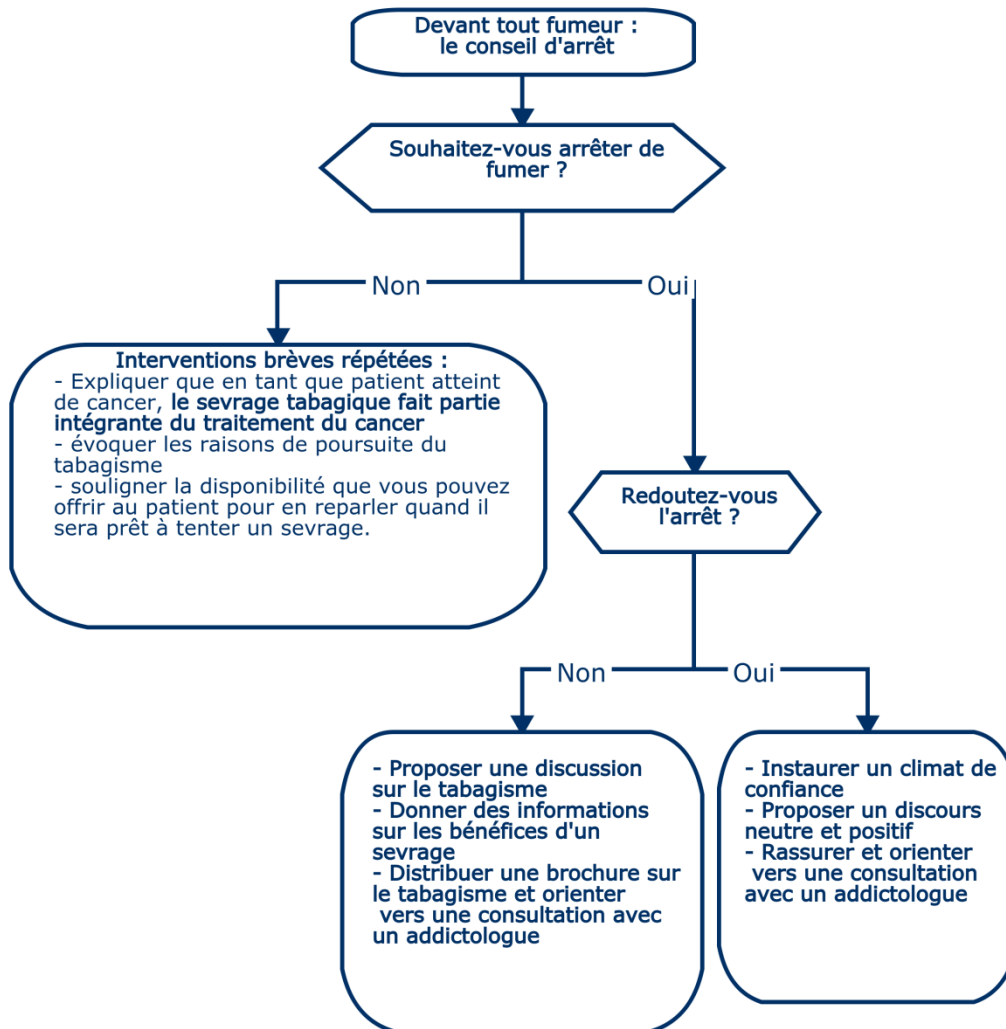 Devant tout fumeur :
le conseil d'arrêt
Souhaitez-vous arrêter de
fumer ?
Non
Oui
Interventions brèves répétées :
- Expliquer que en tant que patient atteint
de cancer, le sevrage tabagique fait partie
intégrante du traitement du cancer
- évoquer les raisons de poursuite du
tabagisme
- souligner la disponibilité que vous pouvez
offrir au patient pour en reparler quand il
sera prêt à tenter un sevrage.
Redoutez-vous
l'arrêt ?
Non
Oui
- Proposer une discussion
sur le tabagisme
- Donner des informations
sur les bénéfices d'un
sevrage
- Distribuer une brochure sur
le tabagisme et orienter
vers une consultation avec
un addictologue
- Instaurer un climat de
confiance
- Proposer un discours
neutre et positif
- Rassurer et orienter
vers une consultation
avec un addictologue